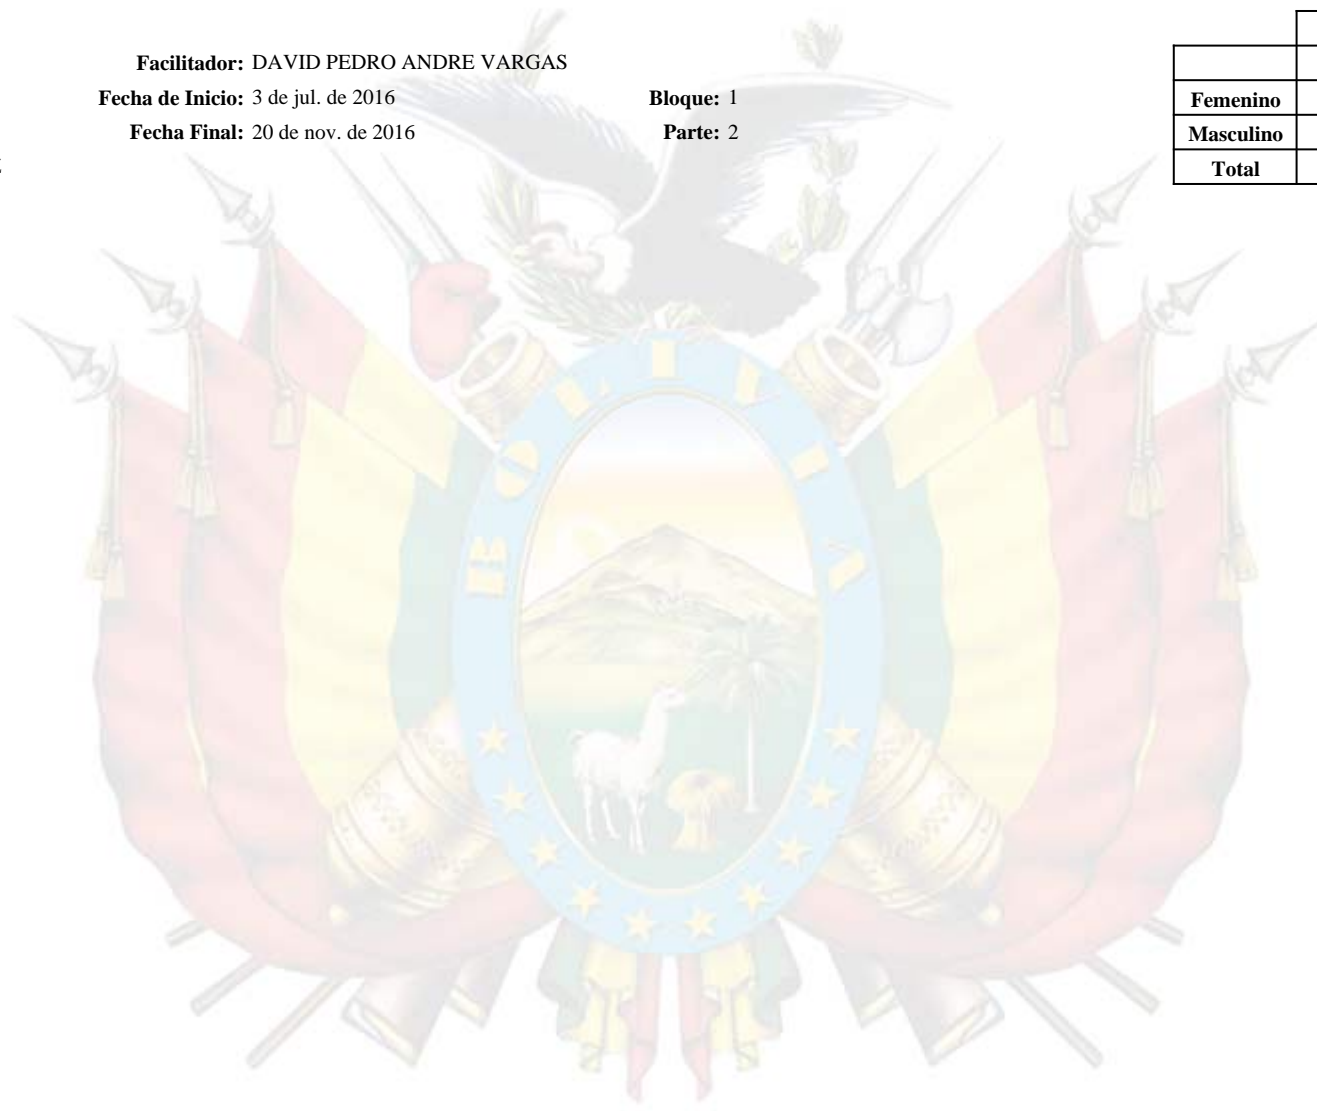 Facilitador: DAVID PEDRO ANDRE VARGAS
Fecha de Inicio: 3 de jul. de 2016 Bloque: 1
Fecha Final: 20 de nov. de 2016 Parte: 2
Femenino
Masculino
Total
BOLIVIA